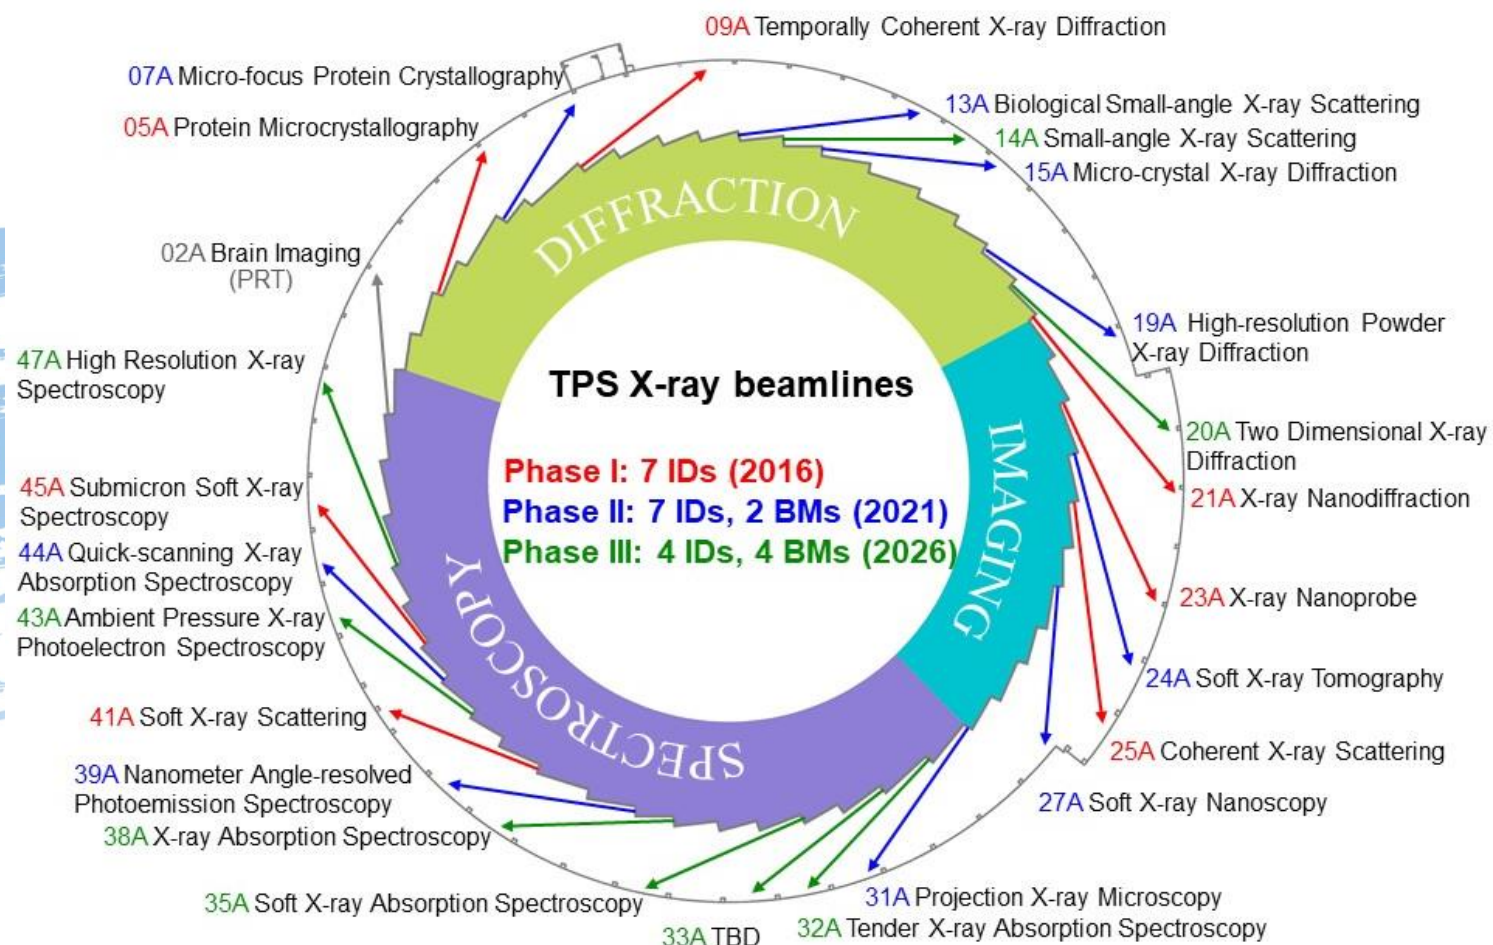 09A Temporally Coherent X-ray Diffraction
07A Micro-focus Protein Crystallography
05A Protein Microcrystallography
13A Biological Small-angle X-ray Scattering
14A Small-angle X-ray Scattering
15A Micro-crystal X-ray Diffraction
DIFFRACTION
02A Brain Imaging
(PRT)
19A High-resolution Powder
X-ray Diffraction
47A High Resolution X-ray
Spectroscopy
TPS X-ray beamlines
Phase I: 7 IDs (2016)
Phase II: 7 IDs, 2 BMs (2021)
Phase III: 4 IDs, 4 BMs (2026)
IMAGING
20A Two Dimensional X-ray
Diffraction
21A X-ray Nanodiffraction
45A Submicron Soft X-ray
Spectroscopy
44A Quick-scanning X-ray
Absorption Spectroscopy
43A Ambient Pressure X-ray
Photoelectron Spectroscopy
23A X-ray Nanoprobe
24A Soft X-ray Tomography
SPECTROSCOPY
41A Soft X-ray Scattering
25A Coherent X-ray Scattering
39A Nanometer Angle-resolved
Photoemission Spectroscopy
27A Soft X-ray Nanoscopy
38A X-ray Absorption Spectroscopy
35A Soft X-ray Absorption Spectroscopy
31A Projection X-ray Microscopy
33A TBD
32A Tender X-ray Absorption Spectroscopy